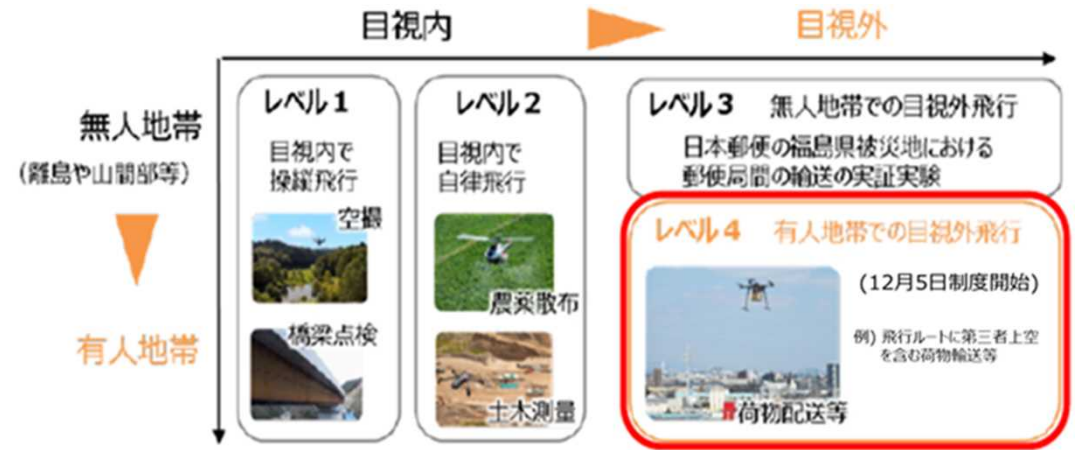 目視内
目視外
無人地帯
(離島や山間部等)
有人地帯
レベル1
目視内で
操縦飛行
空撮
橋梁点検
レベル2
目視内で
自律飛行
農薬散布
土木測量
レベル3 無人地帯での目視外飛行
日本郵便の福島県被災地における
郵便局間の輸送の実証実験
レベル4 有人地帯での目視外飛行
(12月5日制度開始)
例) 飛行ルートに第三者上空
を含む荷物輸送等
荷物配送等